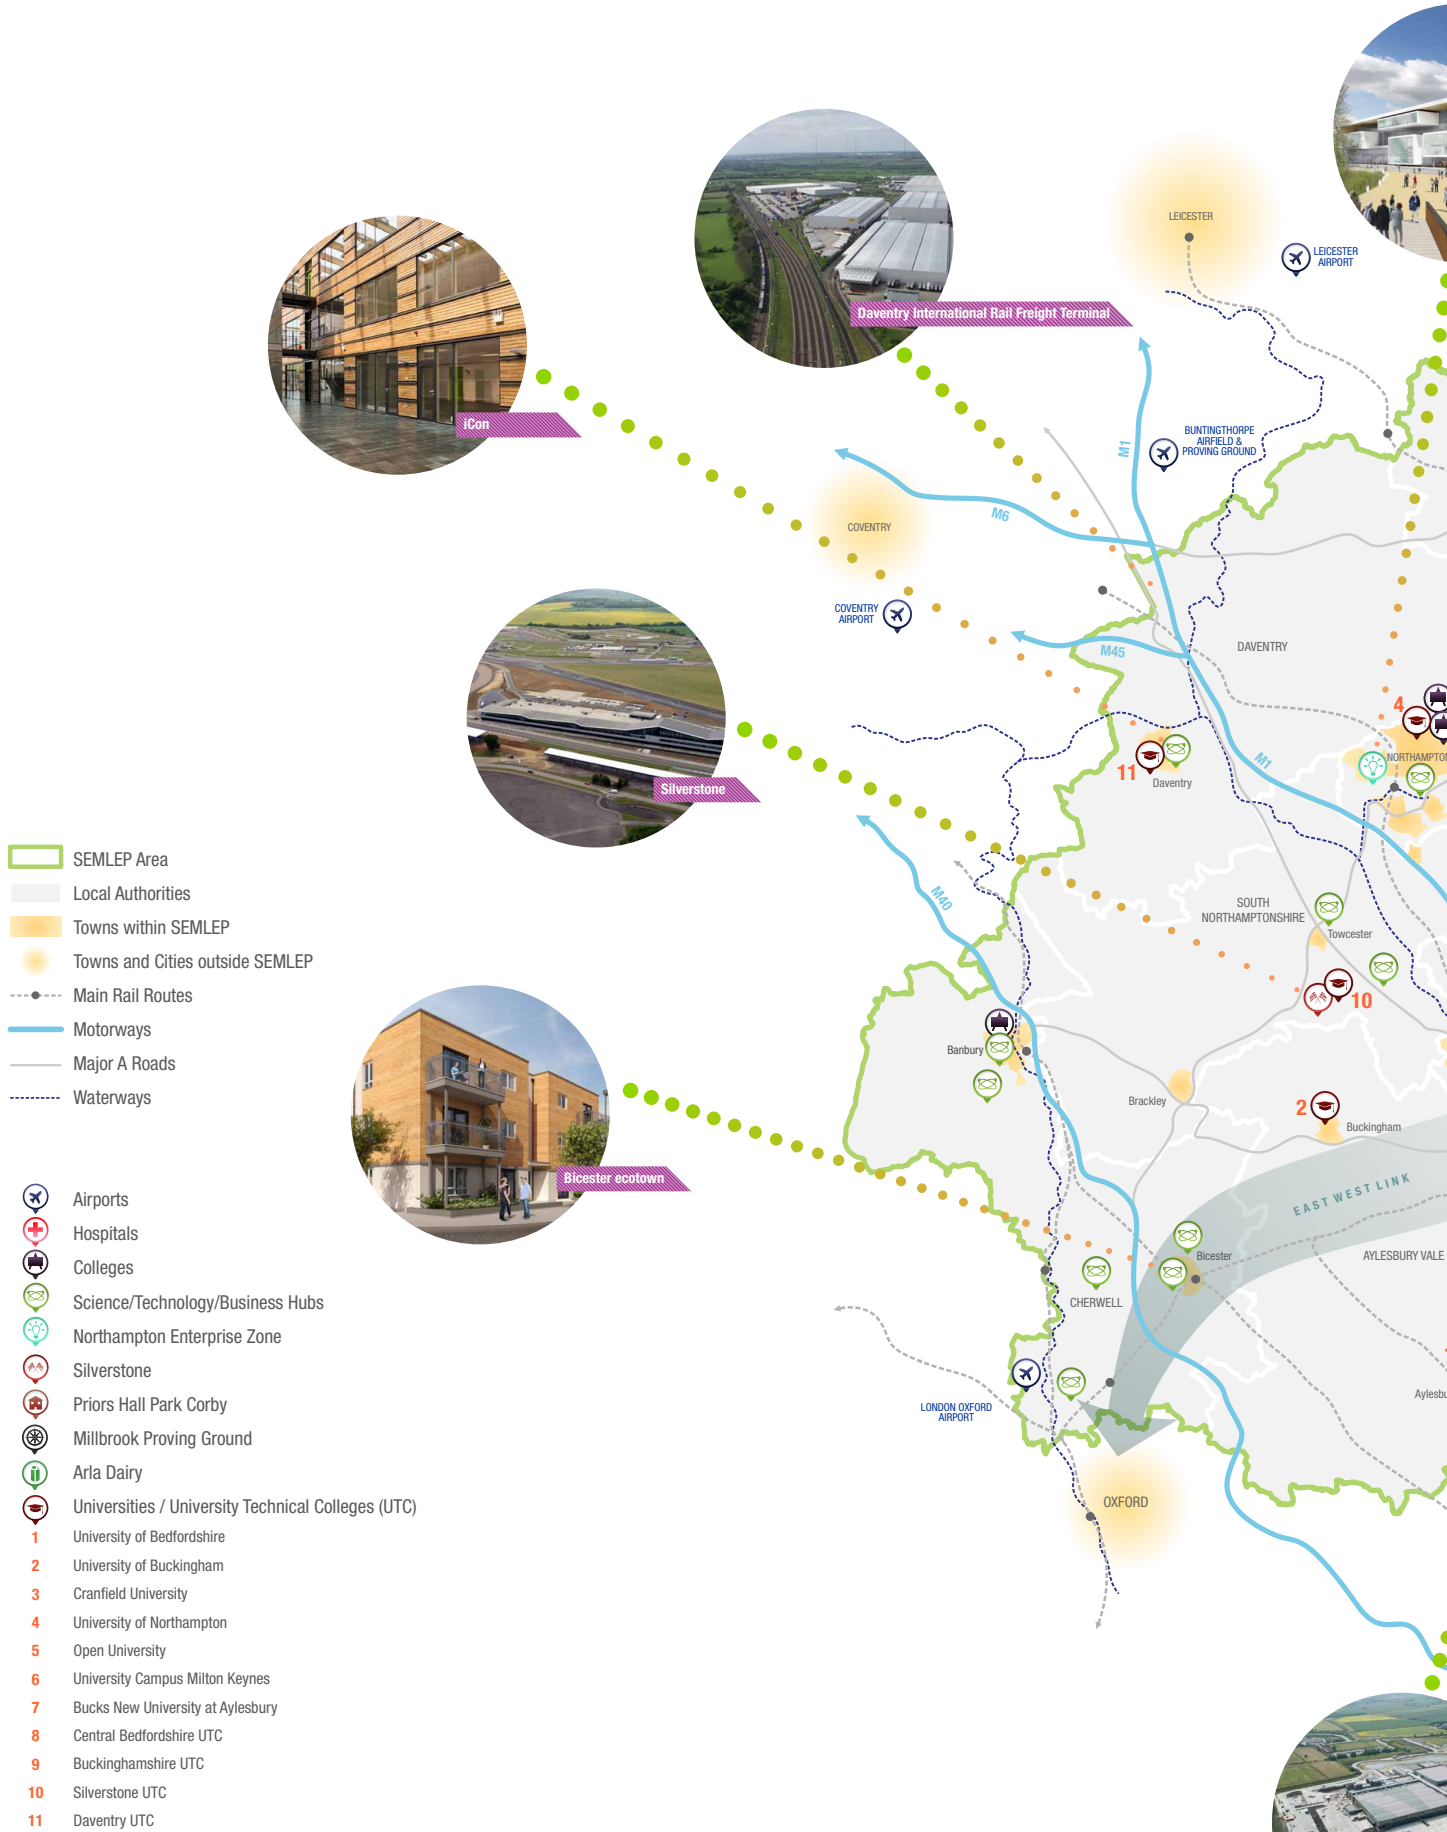 LEICESTER
LEICESTER
AIRPORT
Daventry International Rail Freight Terminal
iCon
M1
BUNTINGTHORPE
AIRFIELD &
PROVING GROUND
M6
COVENTRY
COVENTRY
AIRPORT
M45
DAVENTRY
4
NORTHAMPTON
11
Daventry
M1
Silverstone
SEMLEP Area
Local Authorities
Towns within SEMLEP
Towns and Cities outside SEMLEP
Main Rail Routes
Motorways
Major A Roads
Waterways
M40
SOUTH
NORTHAMPTONSHIRE
Towcester
10
Banbury
Brackley
2
Buckingham
Bicester ecotown
EAST WEST LINK
Bicester
AYLESBURY VALE
CHERWELL
LONDON OXFORD
AIRPORT
Aylesbu
OXFORD
Airports
Hospitals
Colleges
Science/Technology/Business Hubs
Northampton Enterprise Zone
Silverstone
Priors Hall Park Corby
Millbrook Proving Ground
Arla Dairy
Universities / University Technical Colleges (UTC)
1 University of Bedfordshire
2 University of Buckingham
3 Cranfield University
4 University of Northampton
5 Open University
6 University Campus Milton Keynes
7 Bucks New University at Aylesbury
8 Central Bedfordshire UTC
9 Buckinghamshire UTC
10 Silverstone UTC
11 Daventry UTC